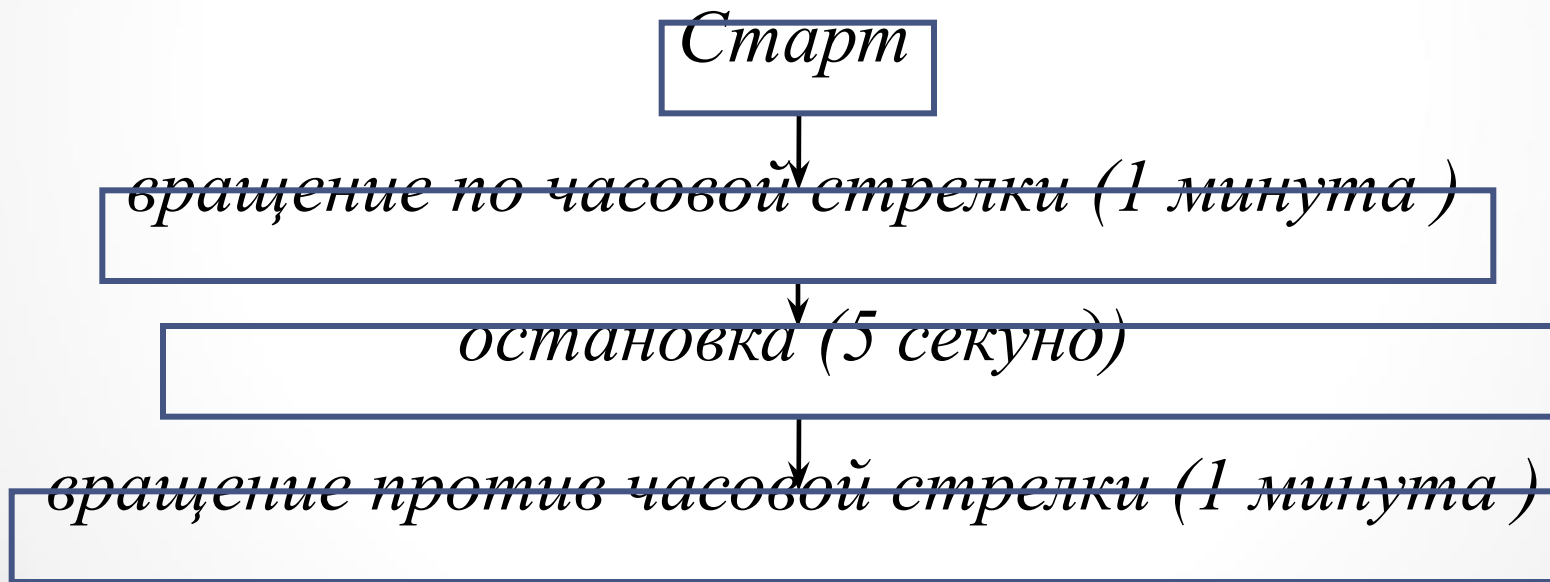 Старт
вращение по часовой стрелки (1 минута )
остановка (5 секунд)
вращение против часовой стрелки (1 минута )